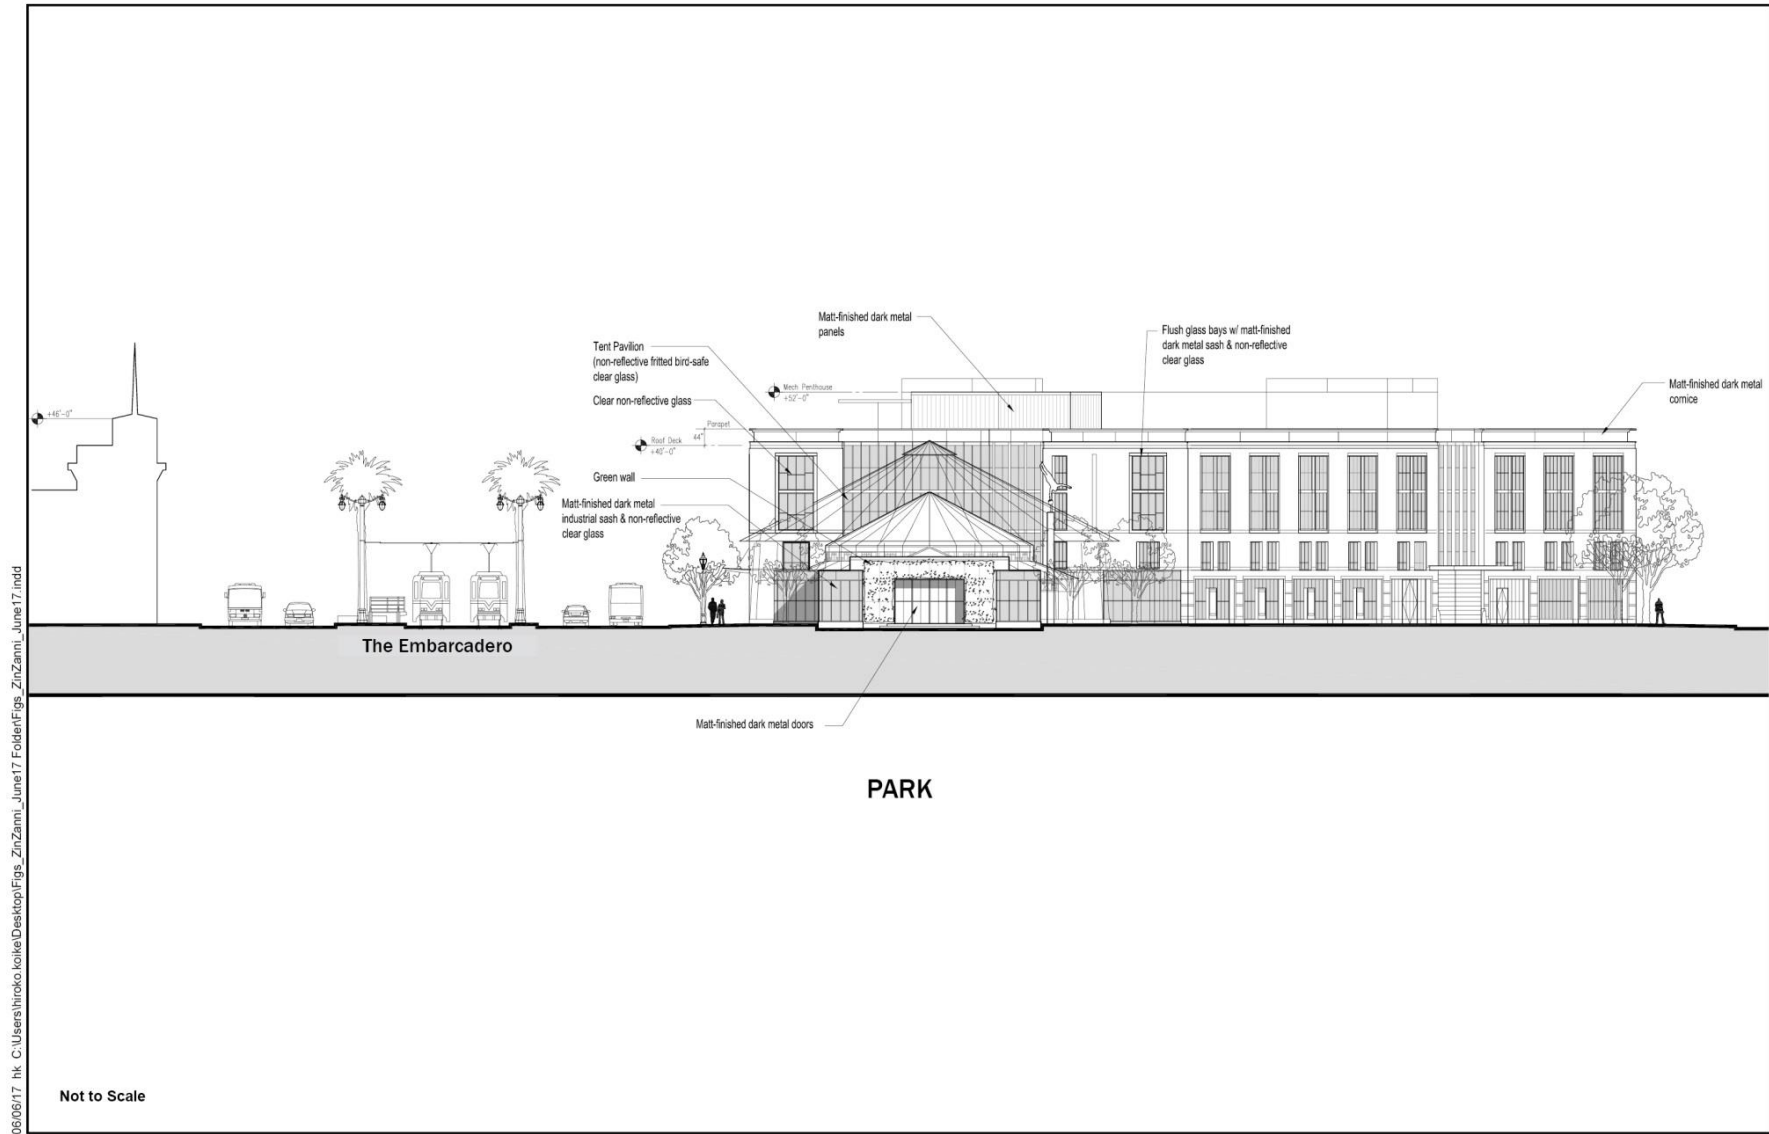 Matt-finished dark metal
panels
Flush glass bays w/ matt-finished
dark metal sash & non-reflective
clear glass
Tent Pavilion
(non-reflective fritted bird-safe
clear glass)
Mech Penthouse
+52'-0"
Matt-finished dark metal
cornice
Clear non-reflective glass
+46'-0"
Parapet
44"
Roof Deck
Green wall
Matt-finished dark metal
industrial sash & non-reflective
clear glass
The Embarcadero
Matt-finished dark metal doors
PARK
Not to Scale
06/06/17 hk C:\Users\hiroko.koike\Desktop\Figs_ZinZanni_June17 Folder\Figs_ZinZanni_June17.indd